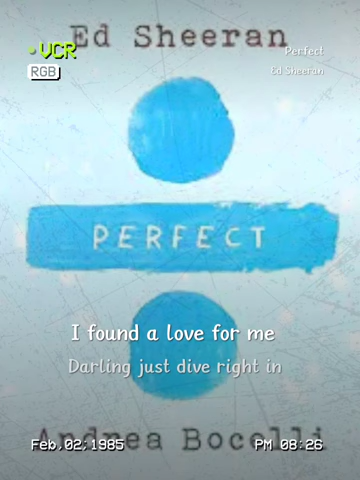 Ed Sheeran
VCR
RGB
Perfect
Ed Sheeran
PERFECT
I found a love for me
Darling just dive right in
Andrea Bocelli
Feb,02;1985
PM 08:26